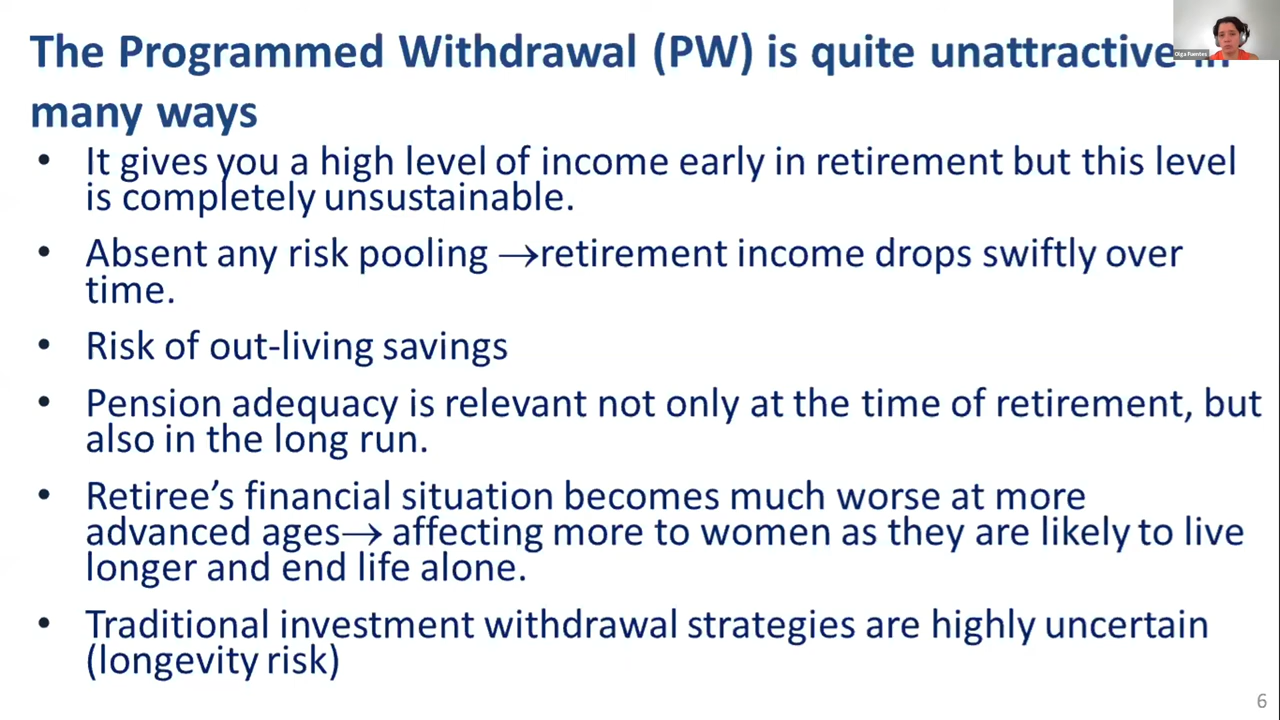 The Programmed Withdrawal (PW) is quite unattractive in
many ways
Olga Fuentes
• It gives you a high level of income early in retirement but this level
is completely unsustainable.
• Absent any risk pooling →retirement income drops swiftly over
time.
• Risk of out-living savings
• Pension adequacy is relevant not only at the time of retirement, but
also in the long run.
• Retiree’s financial situation becomes much worse at more
advanced ages→ affecting more to women as they are likely to live
longer and end life alone.
• Traditional investment withdrawal strategies are highly uncertain
(longevity risk)
6